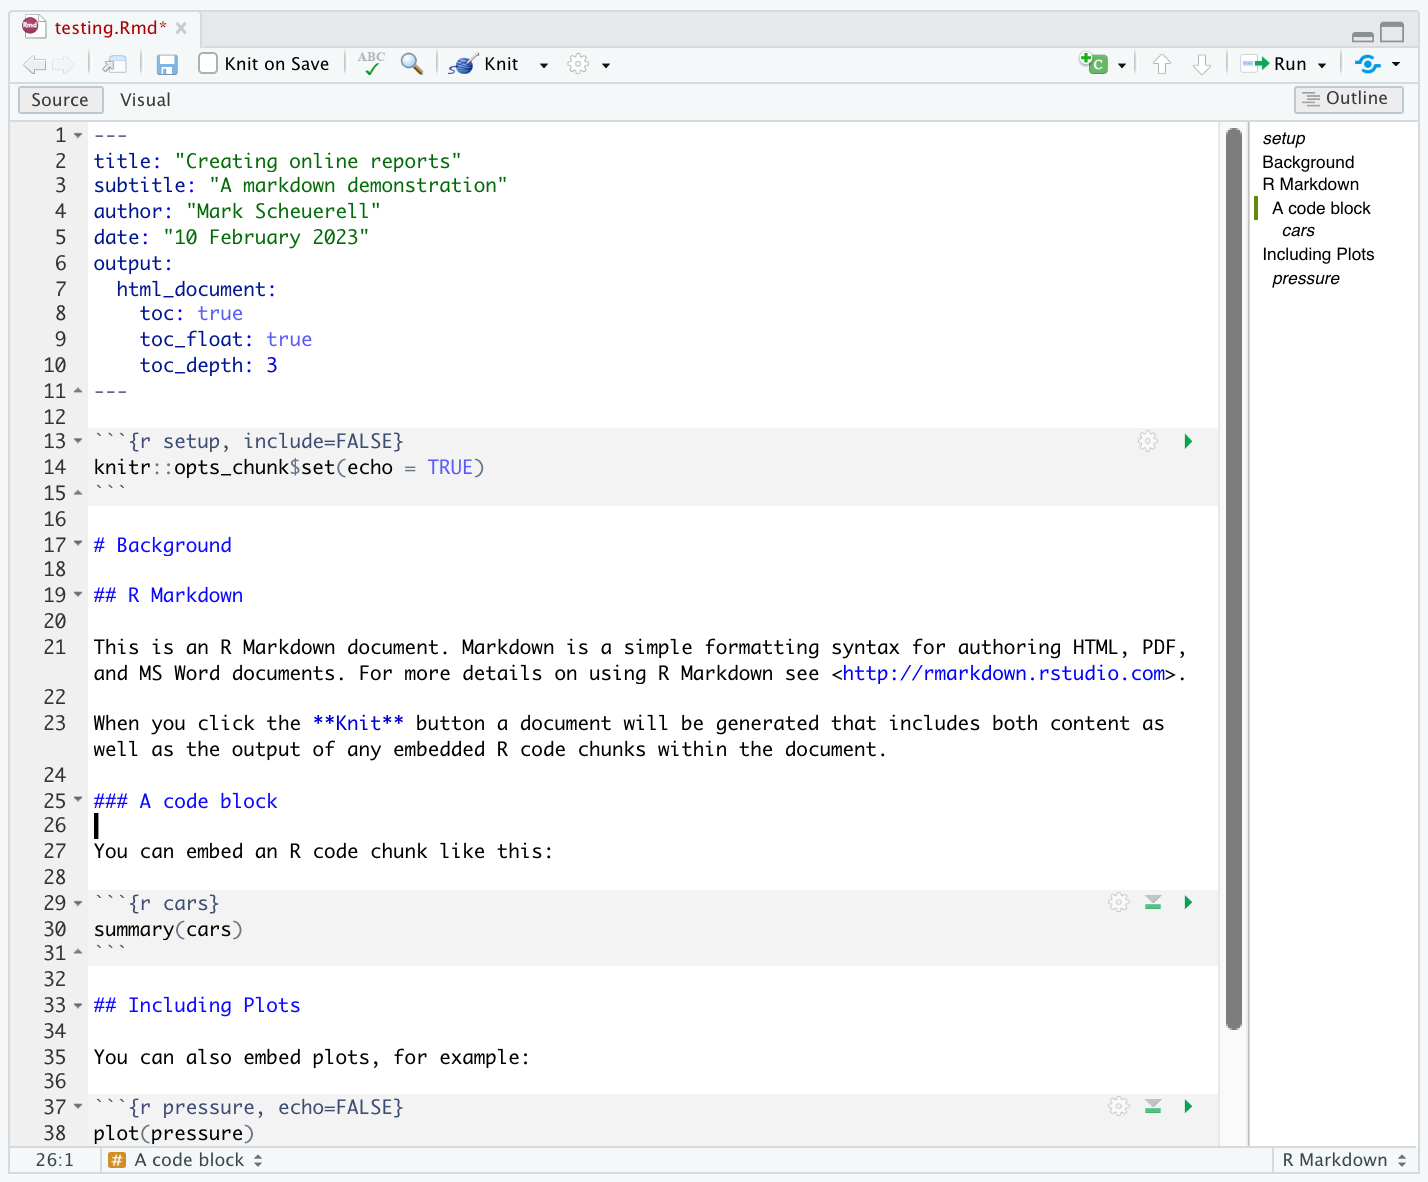 testing.Rmd*
Knit on Save ABC Knit Run
Source Visual Outline
1 ---
2 title: "Creating online reports"
3 subtitle: "A markdown demonstration"
4 author: "Mark Scheuerell"
5 date: "10 February 2023"
6 output:
7   html_document:
8     toc: true
9     toc_float: true
10     toc_depth: 3
11 ---
12
13 ```{r setup, include=FALSE}
14 knitr::opts_chunk$set(echo = TRUE)
15 ```
16
17 # Background
18
19 ## R Markdown
20
21 This is an R Markdown document. Markdown is a simple formatting syntax for authoring HTML, PDF,
and MS Word documents. For more details on using R Markdown see <http://rmarkdown.rstudio.com>.
22
23 When you click the **Knit** button a document will be generated that includes both content as
well as the output of any embedded R code chunks within the document.
24
25 ### A code block
26
27 You can embed an R code chunk like this:
28
29 ```{r cars}
30 summary(cars)
31 ```
32
33 ## Including Plots
34
35 You can also embed plots, for example:
36
37 ```{r pressure, echo=FALSE}
38 plot(pressure)
setup
Background
R Markdown
A code block
cars
Including Plots
pressure
26:1 # A code block R Markdown